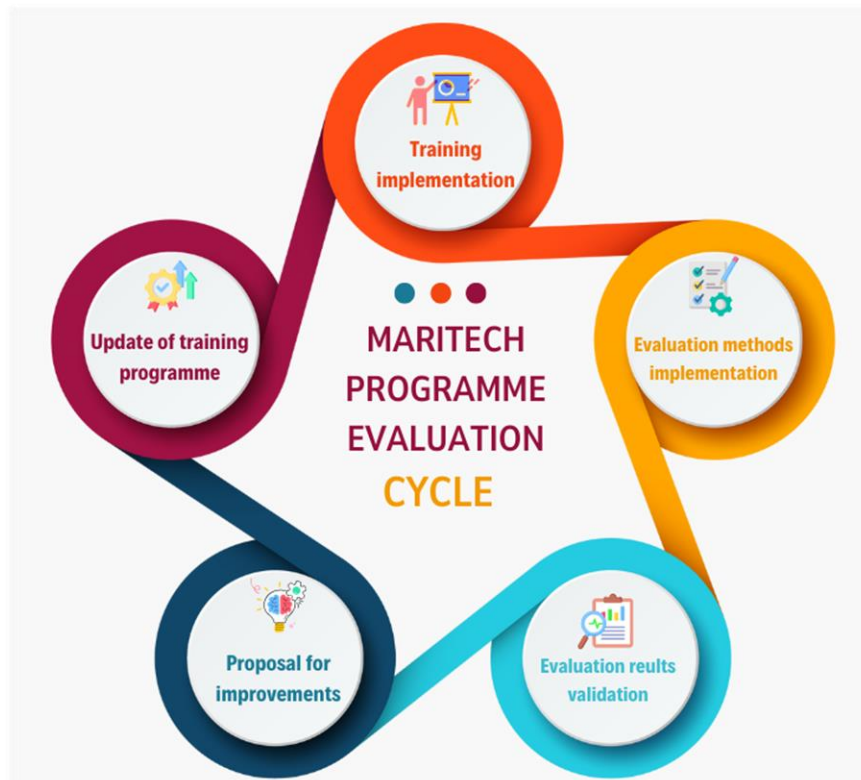 Training
implementation
Update of training
programme
Evaluation methods
implementation
MARITECH
PROGRAMME
EVALUATION
CYCLE
Proposal for
improvements
Evaluation reults
validation